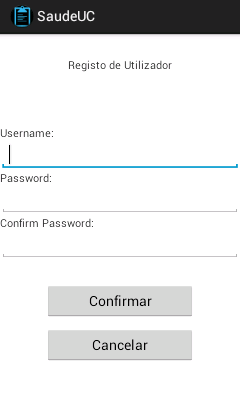 SaudeUC
Registo de Utilizador
Username:
Password:
Confirm Password:
Confirmar
Cancelar